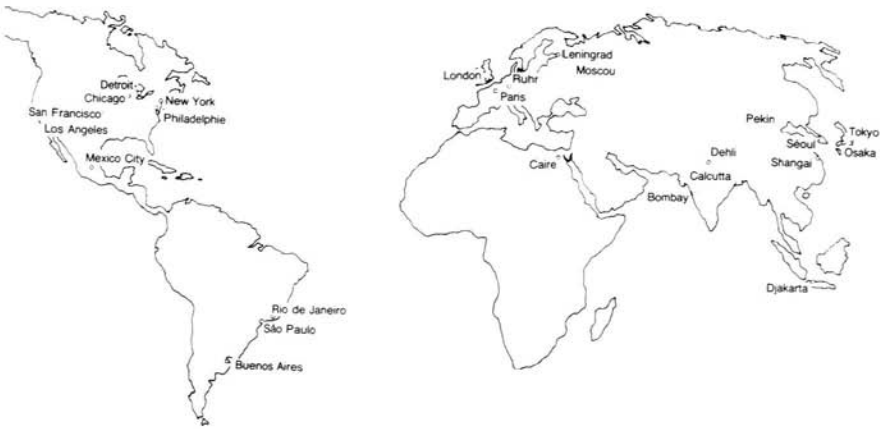 Detroit
Chicago
New York
San Francisco
Philadelphie
Los Angeles
Mexico City
Rio de Janeiro
São Paulo
Buenos Aires
Leningrad
London
Ruhr
Moscou
Paris
Pekin
Tokyo
Séoul
Osaka
Dehli
Shangai
Caire
Calcutta
Bombay
Djakarta